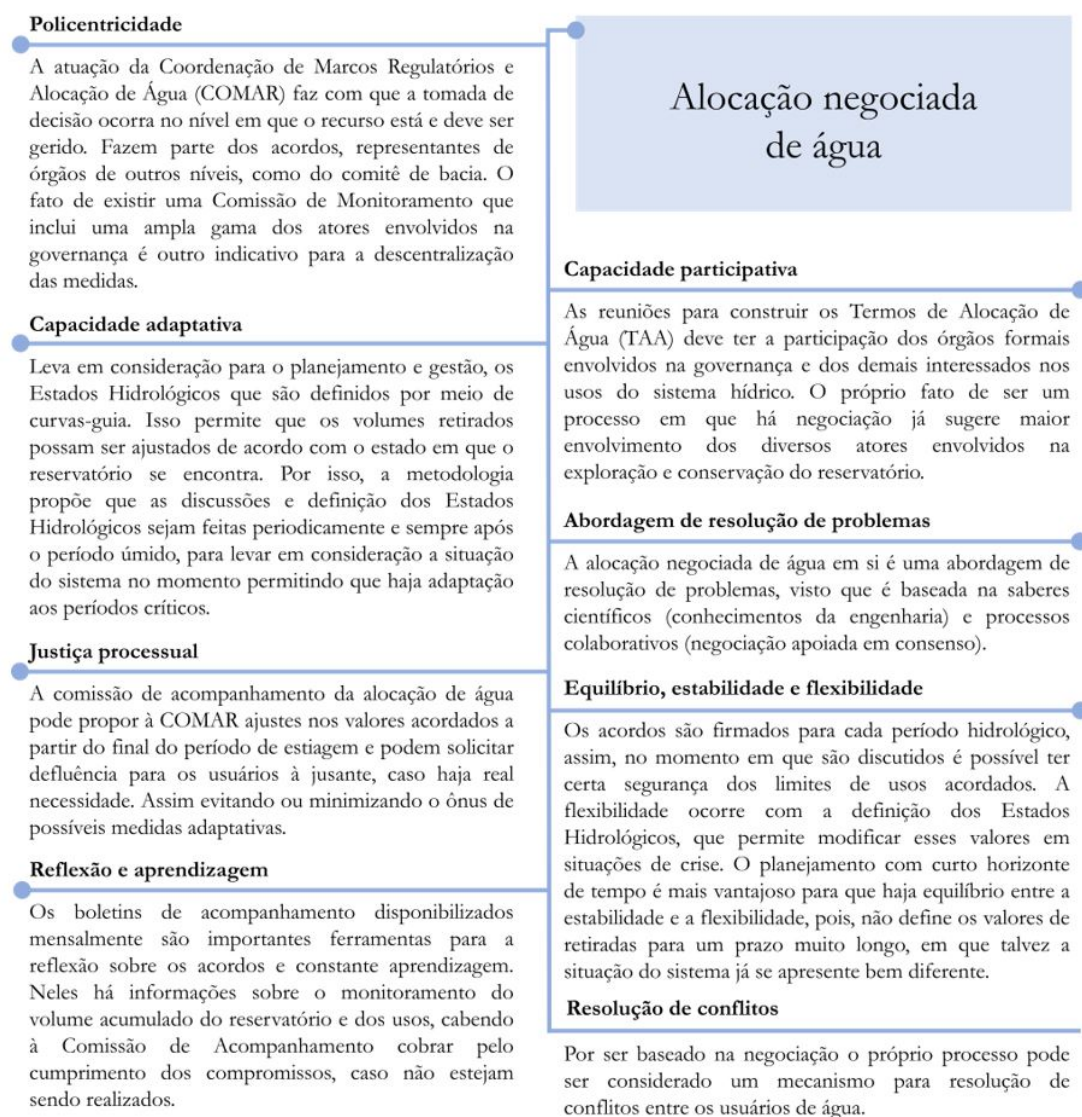 Alocação negociada
de água
Policentricidade
A atuação da Coordenação de Marcos Regulatórios e
Alocação de Água (COMAR) faz com que a tomada de
decisão ocorra no nível em que o recurso está e deve ser
gerido. Fazem parte dos acordos, representantes de
órgãos de outros níveis, como do comitê de bacia. O
fato de existir uma Comissão de Monitoramento que
inclui uma ampla gama dos atores envolvidos na
governança é outro indicativo para a descentralização
das medidas.
Capacidade adaptativa
Leva em consideração para o planejamento e gestão, os
Estados Hidrológicos que são definidos por meio de
curvas-guia. Isso permite que os volumes retirados
possam ser ajustados de acordo com o estado em que o
reservatório se encontra. Por isso, a metodologia
propõe que as discussões e definição dos Estados
Hidrológicos sejam feitas periodicamente e sempre após
o período úmido, para levar em consideração a situação
do sistema no momento permitindo que haja adaptação
aos períodos críticos.
Justiça processual
A comissão de acompanhamento da alocação de água
pode propor à COMAR ajustes nos valores acordados a
partir do final do período de estiagem e podem solicitar
defluência para os usuários à jusante, caso haja real
necessidade. Assim evitando ou minimizando o ônus de
possíveis medidas adaptativas.
Reflexão e aprendizagem
Os boletins de acompanhamento disponibilizados
mensalmente são importantes ferramentas para a
reflexão sobre os acordos e constante aprendizagem.
Neles há informações sobre o monitoramento do
volume acumulado do reservatório e dos usos, cabendo
à Comissão de Acompanhamento cobrar pelo
cumprimento dos compromissos, caso não estejam
sendo realizados.
Capacidade participativa
As reuniões para construir os Termos de Alocação de
Água (TAA) deve ter a participação dos órgãos formais
envolvidos na governança e dos demais interessados nos
usos do sistema hídrico. O próprio fato de ser um
processo em que há negociação já sugere maior
envolvimento dos diversos atores envolvidos na
exploração e conservação do reservatório.
Abordagem de resolução de problemas
A alocação negociada de água em si é uma abordagem de
resolução de problemas, visto que é baseada na saberes
científicos (conhecimentos da engenharia) e processos
colaborativos (negociação apoiada em consenso).
Equilíbrio, estabilidade e flexibilidade
Os acordos são firmados para cada período hidrológico,
assim, no momento em que são discutidos é possível ter
certa segurança dos limites de usos acordados. A
flexibilidade ocorre com a definição dos Estados
Hidrológicos, que permite modificar esses valores em
situações de crise. O planejamento com curto horizonte
de tempo é mais vantajoso para que haja equilíbrio entre a
estabilidade e a flexibilidade, pois, não define os valores de
retiradas para um prazo muito longo, em que talvez a
situação do sistema já se apresente bem diferente.
Resolução de conflitos
Por ser baseado na negociação o próprio processo pode
ser considerado um mecanismo para resolução de
conflitos entre os usuários de água.